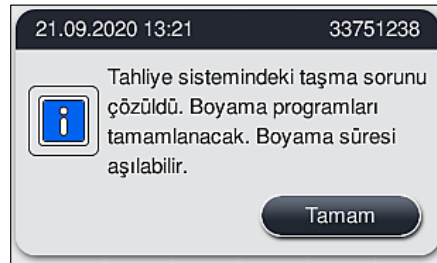 21.09.2020 13:21 33751238
Tahliye sistemindeki taşma sorunu
çözüldü. Boyama programları
tamamlanacak. Boyama süresi
aşılabilir.
Tamam